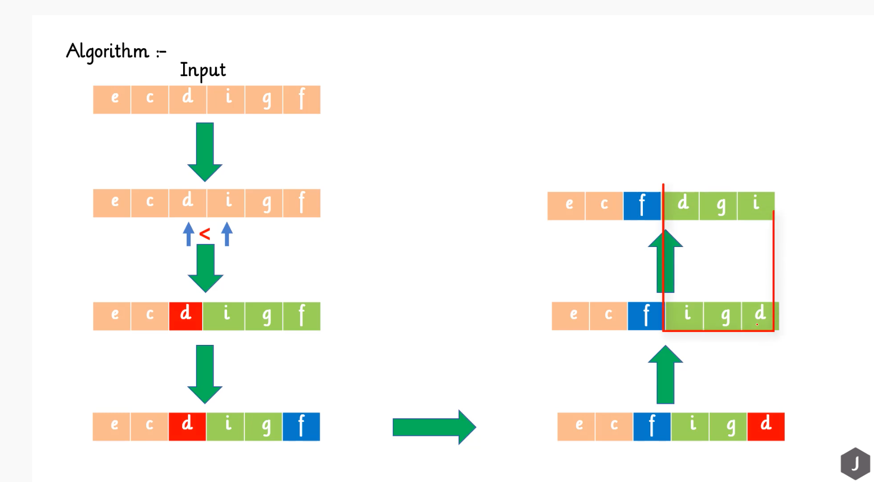 Algorithm :-
Input
e c d i g f
e c d i g f
<
e c d i g f
e c d i g f
e c f i g d
e c f i g d
e c f d g i
J